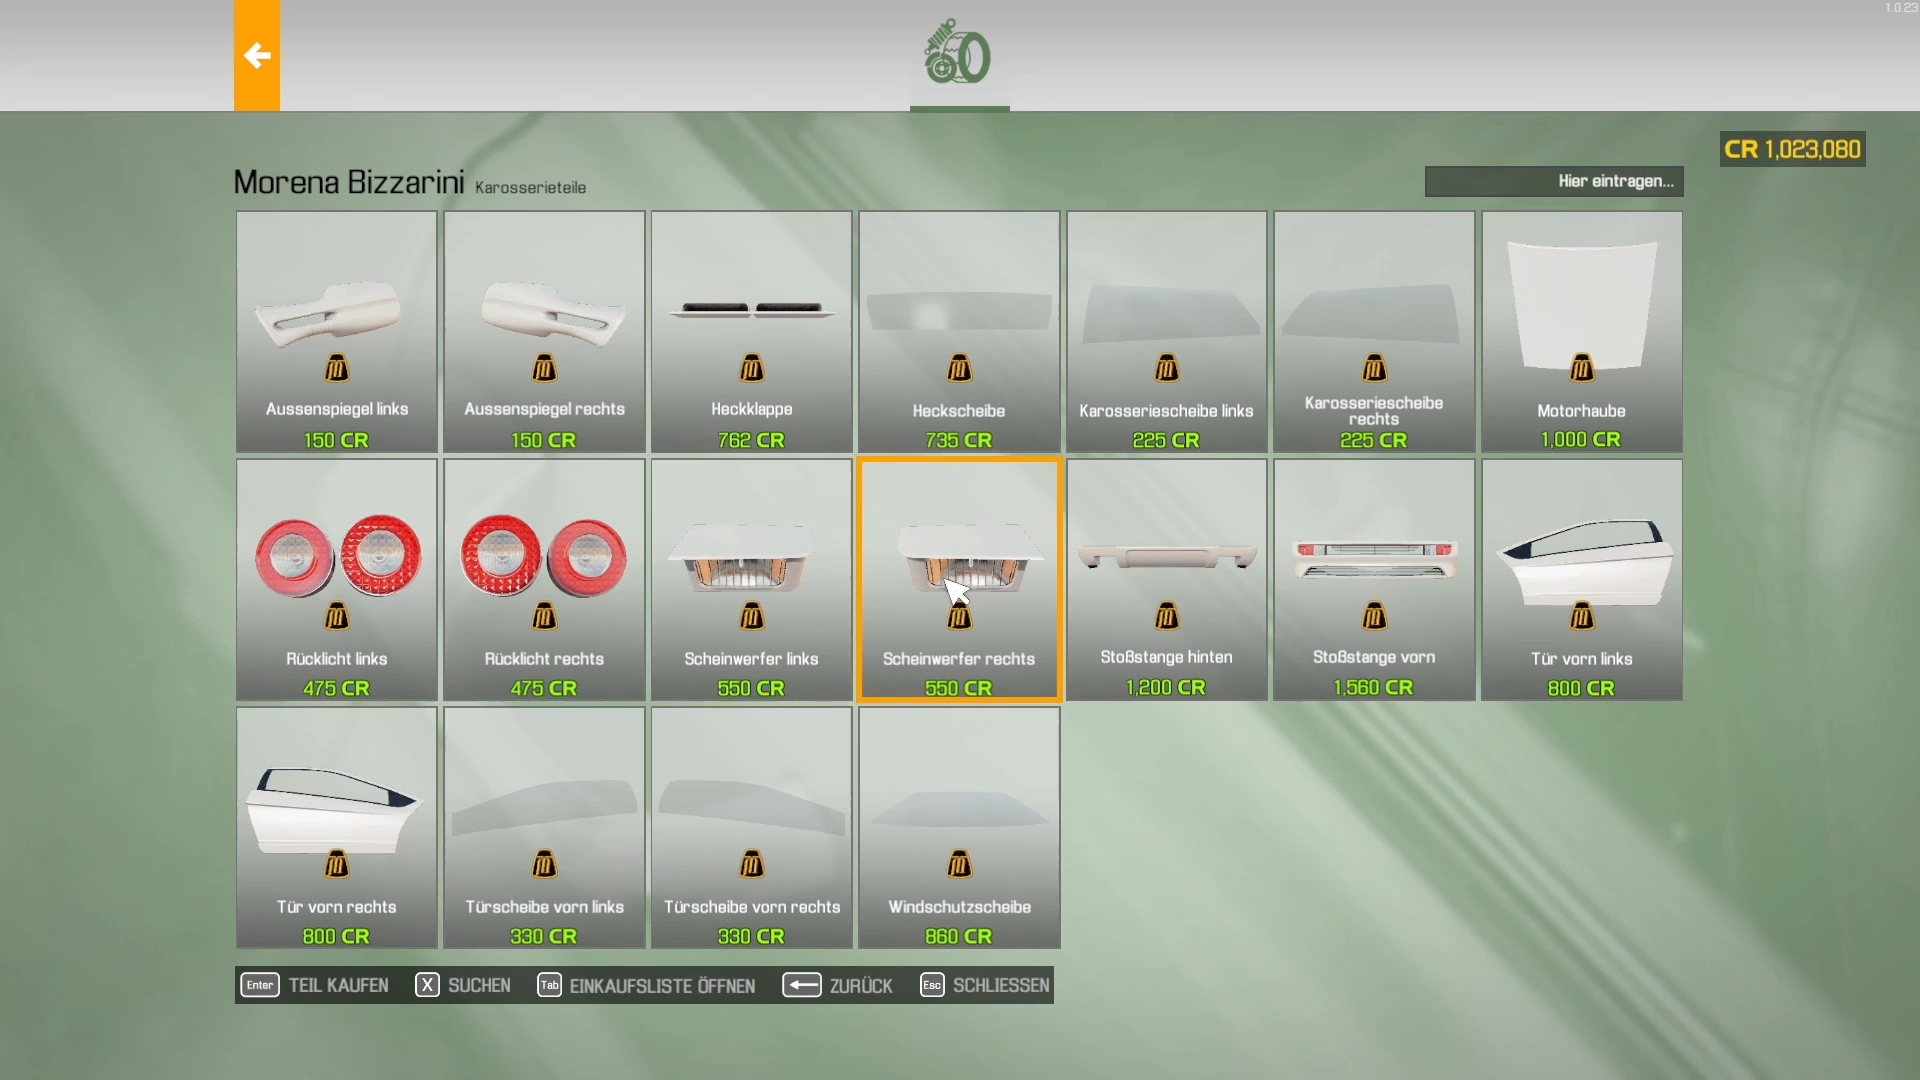 1.0.23
CR 1,023,080
Morena Bizzarini Karosserieteile
Hier eintragen...
Aussenspiegel links
150 CR
Aussenspiegel rechts
150 CR
Heckklappe
762 CR
Heckscheibe
735 CR
Karosseriescheibe links
225 CR
Karosseriescheibe
rechts
225 CR
Motorhaube
1,000 CR
Rücklicht links
475 CR
Rücklicht rechts
475 CR
Scheinwerfer links
550 CR
Scheinwerfer rechts
550 CR
Stoßstange hinten
1,200 CR
Stoßstange vorn
1,560 CR
Tür vorn links
800 CR
Tür vorn rechts
800 CR
Türscheibe vorn links
330 CR
Türscheibe vorn rechts
330 CR
Windschutzscheibe
860 CR
Enter TEIL KAUFEN X SUCHEN Tab EINKAUFSLISTE ÖFFNEN ZURÜCK Esc SCHLIESSEN